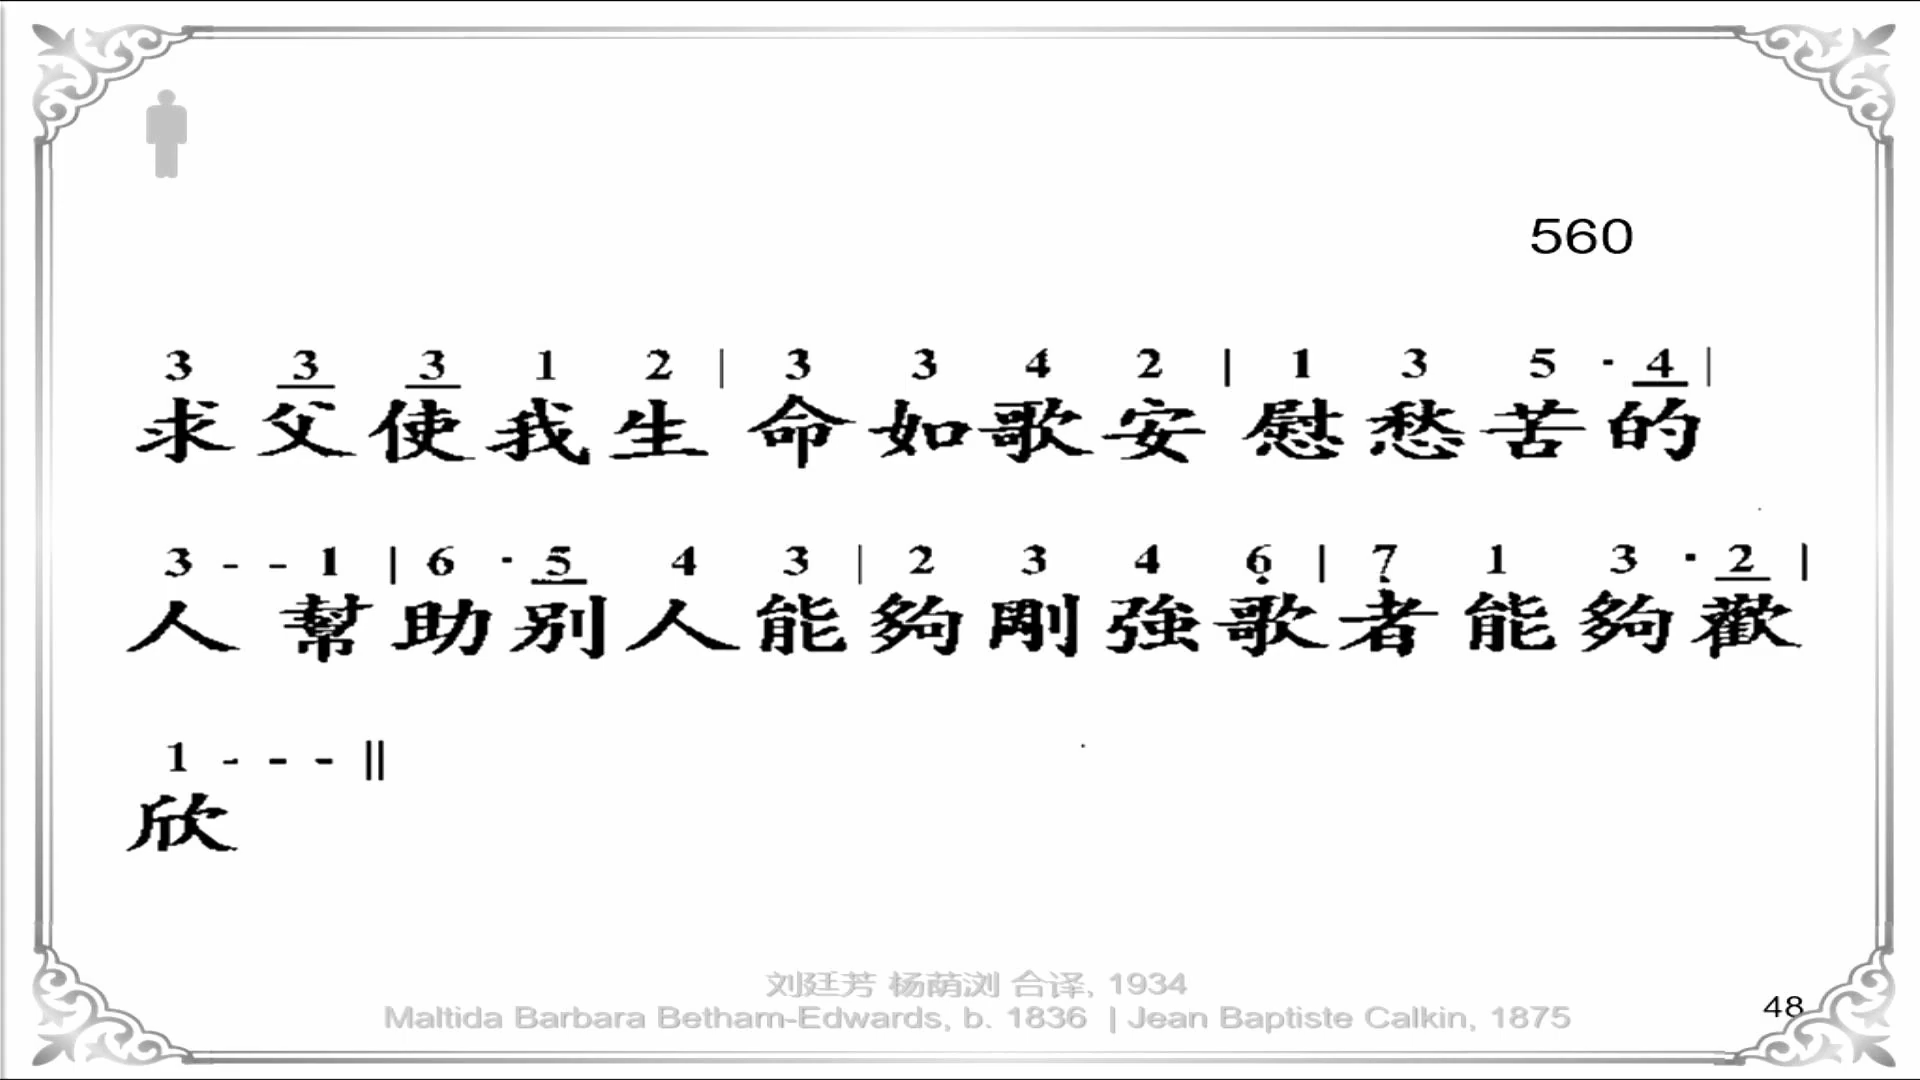 560
3 3 3 1 2 | 3 3 4 2 | 1 3 5 · 4 |
求父使我生命如歌安慰愁苦的
3 - - 1 | 6 · 5 4 3 | 2 3 4 6 | 7 1 3 · 2 |
人幫助别人能夠剛強歌者能夠歡
1 - - - ||
欣
刘廷芳 杨荫浏 合译, 1934
Maltida Barbara Betham-Edwards, b. 1836 | Jean Baptiste Calkin, 1875
48